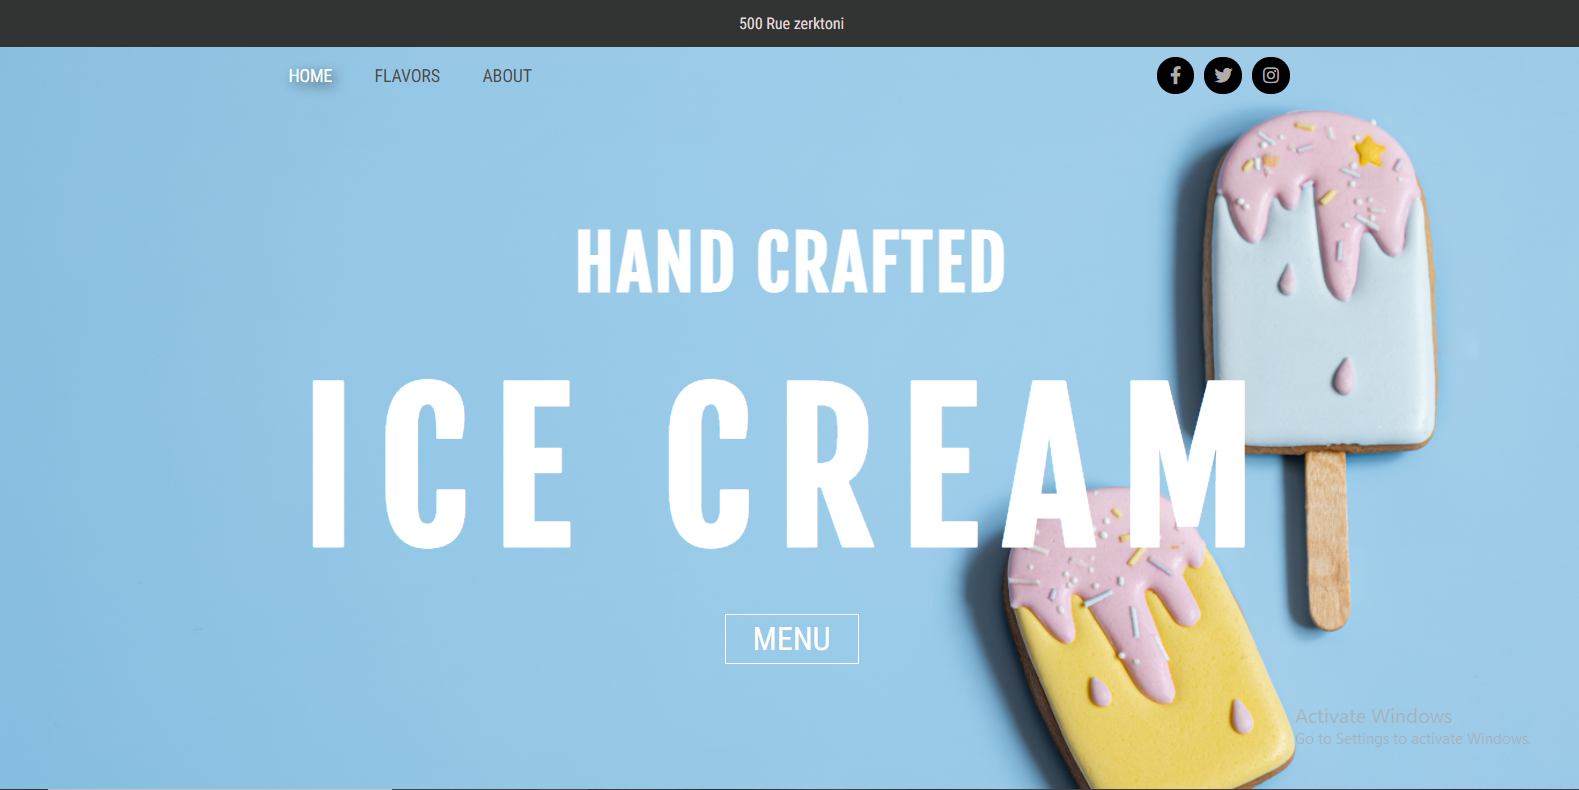 500 Rue zerktoni
HOME FLAVORS ABOUT
HAND CRAFTED
ICE CREAM
MENU
Activate Windows
Go to Settings to activate Windows.